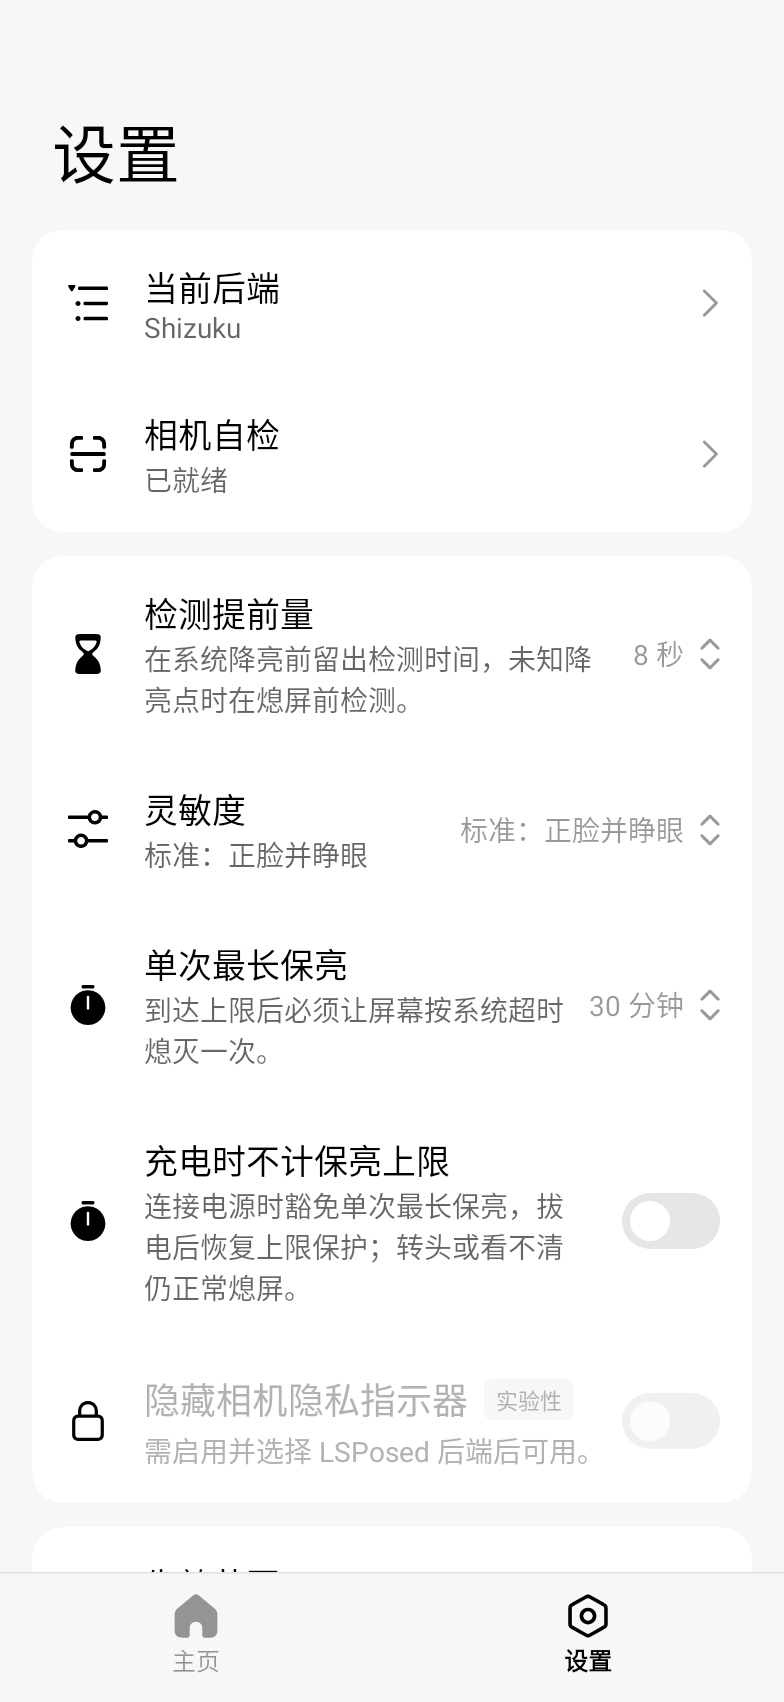 设置
当前后端
Shizuku
相机自检
已就绪
检测提前量
在系统降亮前留出检测时间，未知降
亮点时在熄屏前检测。
8 秒
灵敏度
标准：正脸并睁眼
标准：正脸并睁眼
单次最长保亮
到达上限后必须让屏幕按系统超时
熄灭一次。
30 分钟
充电时不计保亮上限
连接电源时豁免单次最长保亮，拔
电后恢复上限保护；转头或看不清
仍正常熄屏。
隐藏相机隐私指示器 实验性
需启用并选择 LSPosed 后端后可用。
主页
设置